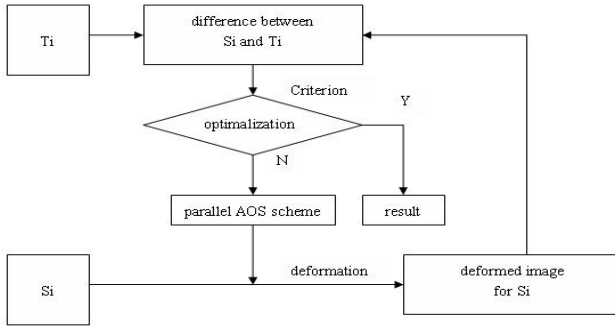 Ti
difference between
Si and Ti
Criterion
Y
optimalization
N
parallel AOS scheme
result
Si
deformation
deformed image
for Si